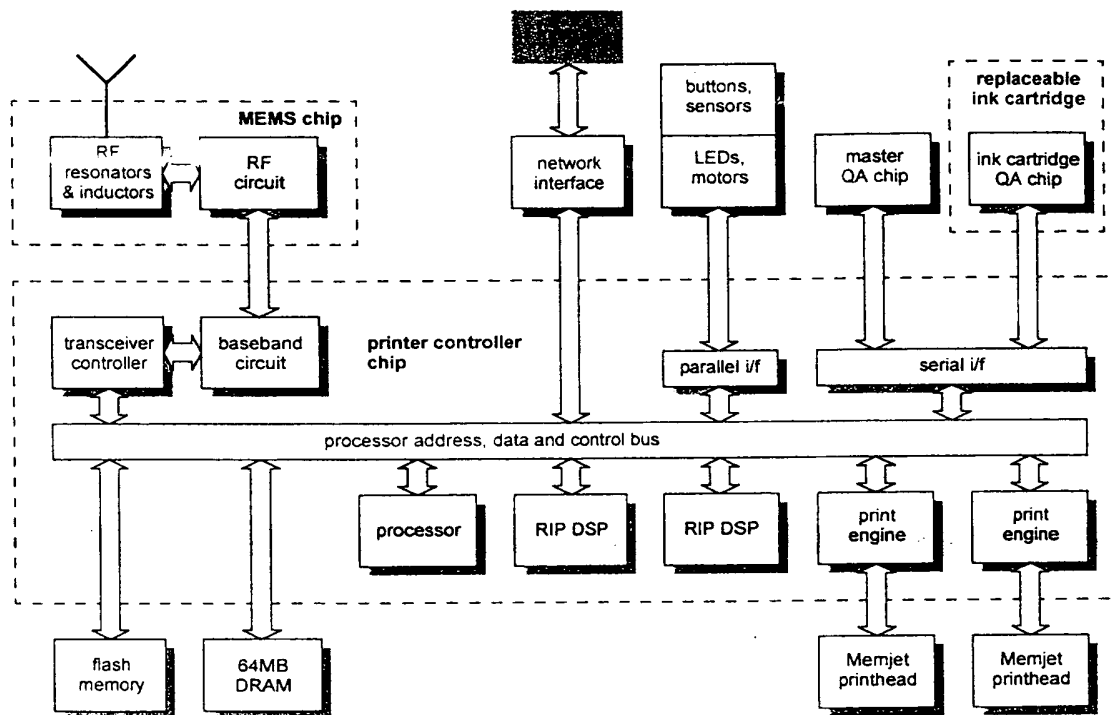 MEMS chip
RF
resonators
& inductors
RF
circuit
network
interface
buttons,
sensors
LEDs,
motors
master
QA chip
replaceable
ink cartridge
ink cartridge
QA chip
transceiver
controller
baseband
circuit
printer controller
chip
parallel i/f
serial i/f
processor address, data and control bus
processor
RIP DSP
RIP DSP
print
engine
print
engine
flash
memory
64MB
DRAM
Memjet
printhead
Memjet
printhead